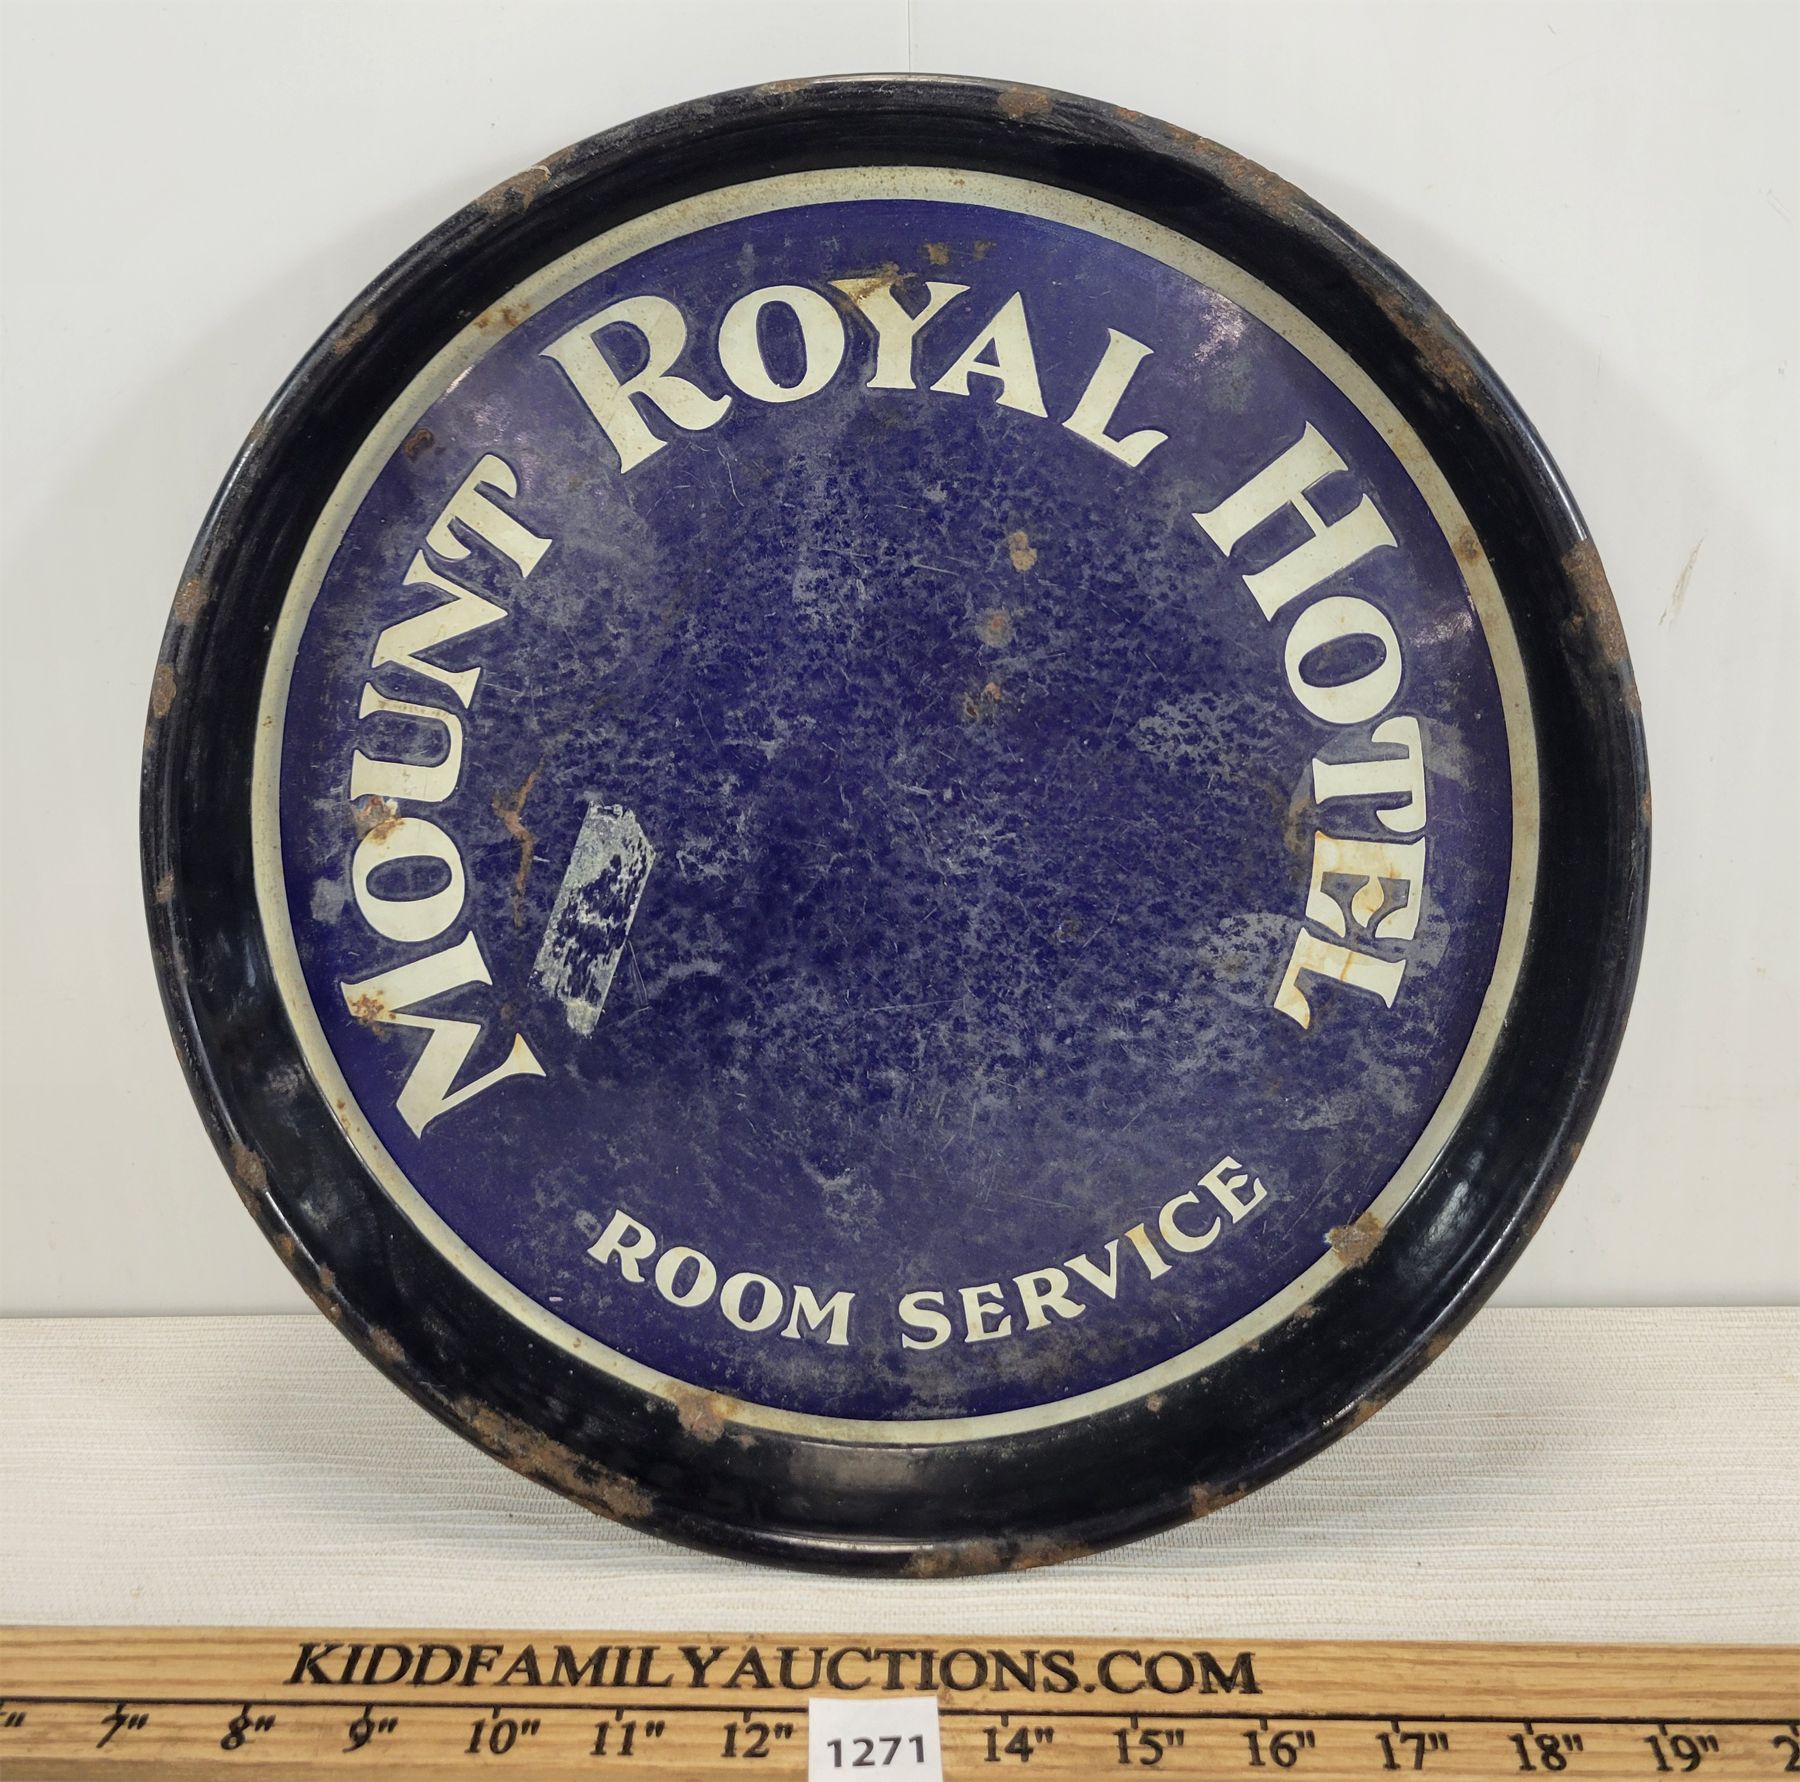 MOUNT ROYAL HOTEL
ROOM SERVICE
KIDDFAMILYAUCTIONS.COM
7" 8" 9" 10" 11" 12" 14" 15" 16" 17" 18" 19"
1271